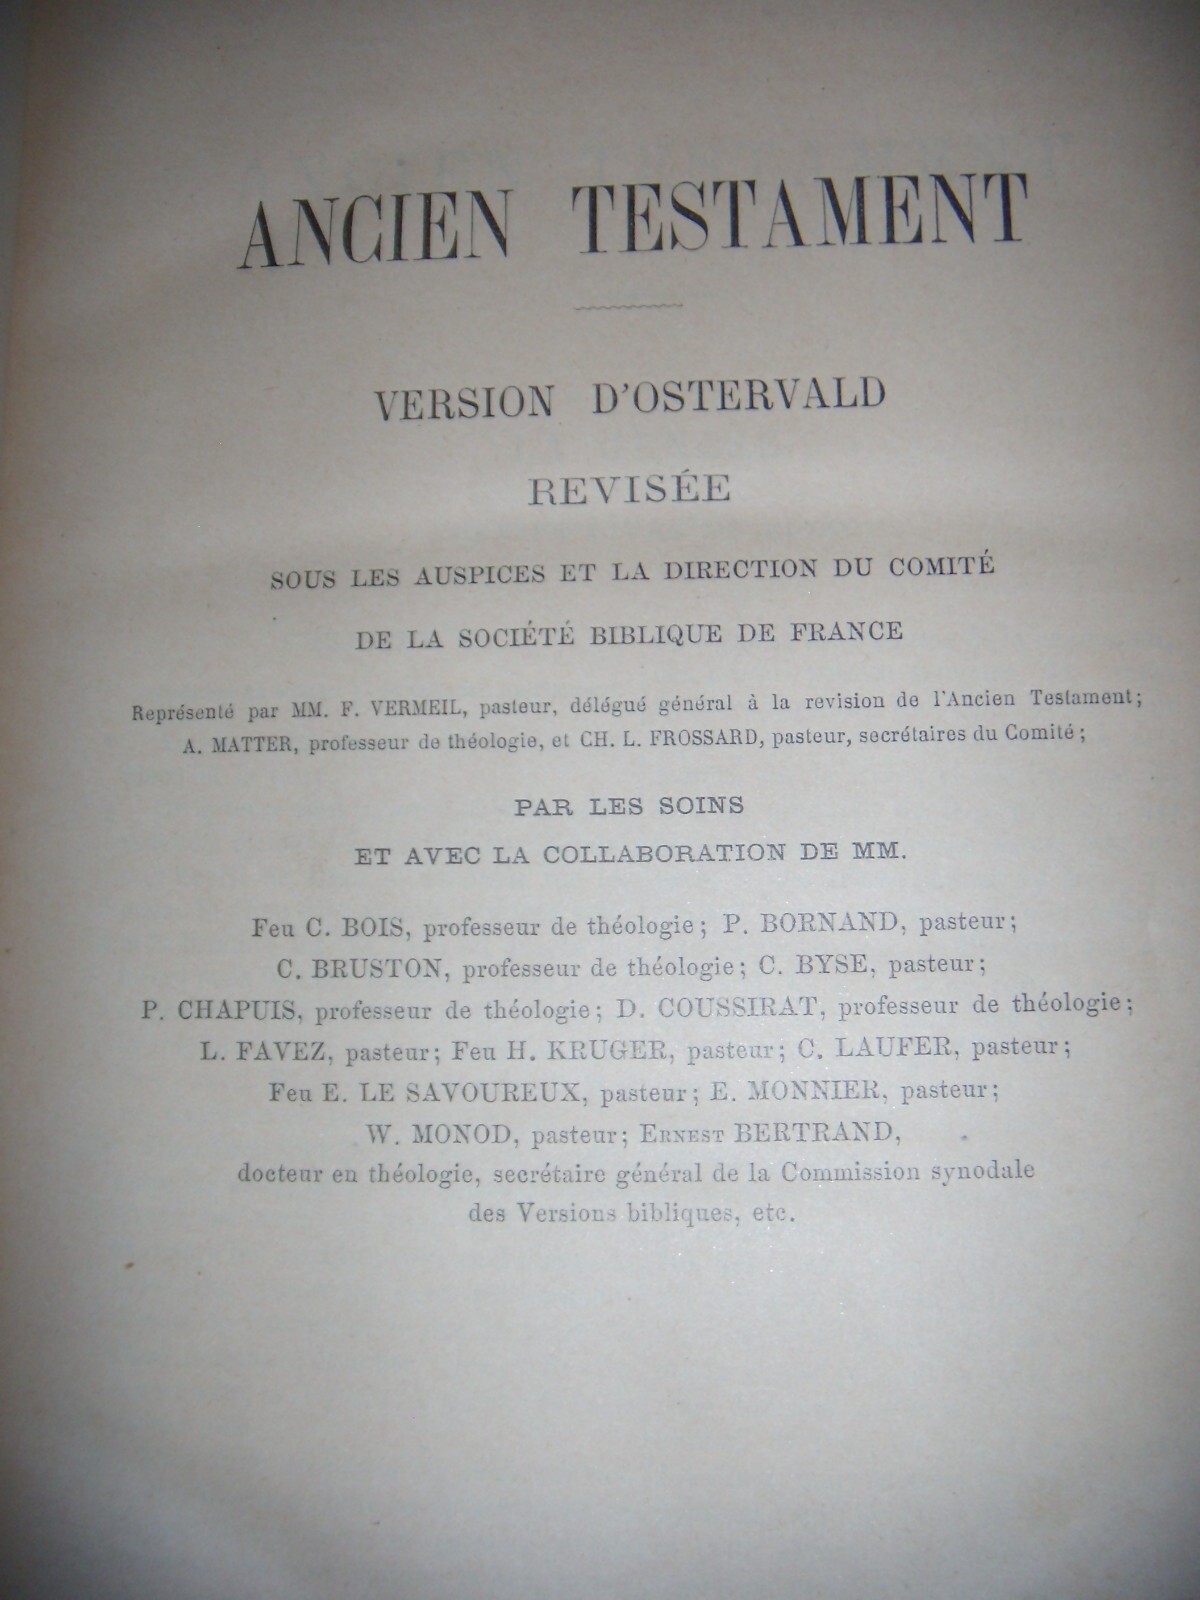 ANCIEN TESTAMENT
VERSION D'OSTERVALD
REVISÉE
SOUS LES AUSPICES ET LA DIRECTION DU COMITÉ
DE LA SOCIÉTÉ BIBLIQUE DE FRANCE
Représenté par MM. F. VERMEIL, pasteur, délégué général à la revision de l'Ancien Testament;
A. MATTER, professeur de théologie, et CH. L. FROSSARD, pasteur, secrétaires du Comité;
PAR LES SOINS
ET AVEC LA COLLABORATION DE MM.
Feu C. BOIS, professeur de théologie; P. BORNAND, pasteur;
C. BRUSTON, professeur de théologie; C. BYSE, pasteur;
P. CHAPUIS, professeur de théologie; D. COUSSIRAT, professeur de théologie;
L. FAVEZ, pasteur; Feu H. KRUGER, pasteur; C. LAUFER, pasteur;
Feu E. LE SAVOUREUX, pasteur; E. MONNIER, pasteur;
W. MONOD, pasteur; ERNEST BERTRAND,
docteur en théologie, secrétaire général de la Commission synodale
des Versions bibliques, etc.